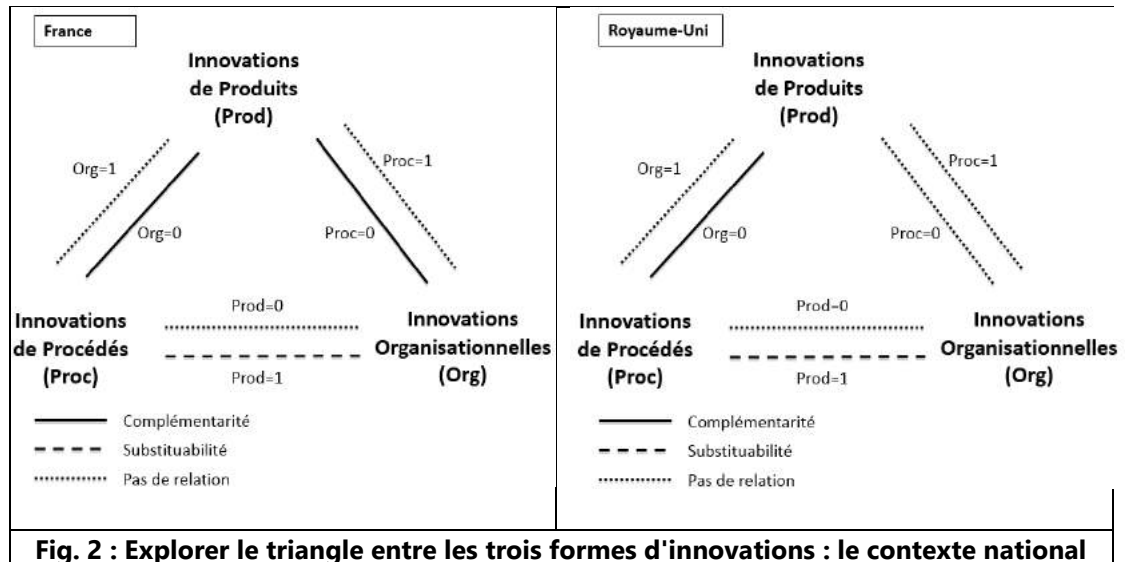 France
Innovations
de Produits
(Prod)
Org=1
Org=0
Proc=1
Proc=0
Prod=0
Prod=1
Innovations
de Procédés
(Proc)
Innovations
Organisationnelles
(Org)
Complémentarité
Substituabilité
Pas de relation
Royaume-Uni
Innovations
de Produits
(Prod)
Org=1
Org=0
Proc=1
Proc=0
Prod=0
Prod=1
Innovations
de Procédés
(Proc)
Innovations
Organisationnelles
(Org)
Complémentarité
Substituabilité
Pas de relation
Fig. 2 : Explorer le triangle entre les trois formes d'innovations : le contexte national